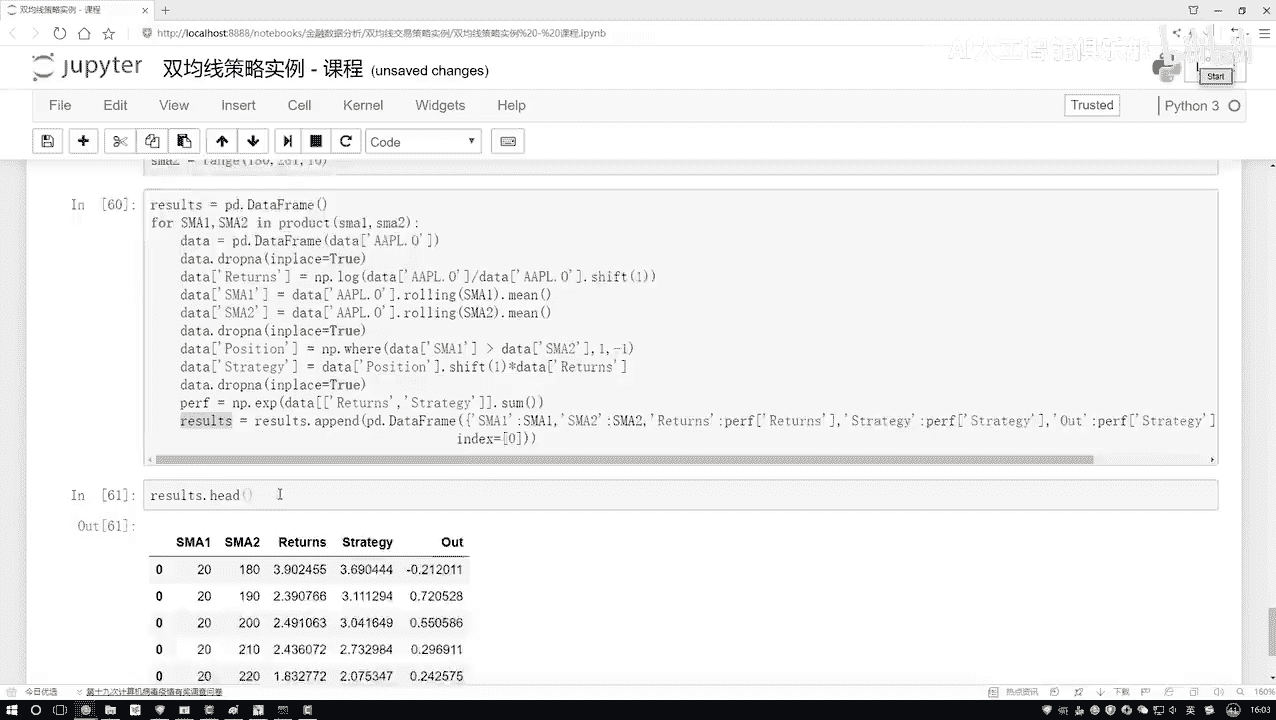 双均线策略实例 - 课程
http://localhost:8888/notebooks/金融数据分析/双均线交易策略实例/双均线策略实例%20-%20课程.ipynb
jupyter 双均线策略实例 - 课程 (unsaved changes)
Start
File Edit View Insert Cell Kernel Widgets Help
Trusted Python 3
Code
sma2 = range(180,281,10)
In [60]: results = pd.DataFrame()
for SMA1,SMA2 in product(sma1,sma2):
data = pd.DataFrame(data['AAPL.O'])
data.dropna(inplace=True)
data['Returns'] = np.log(data['AAPL.O']/data['AAPL.O'].shift(1))
data['SMA1'] = data['AAPL.O'].rolling(SMA1).mean()
data['SMA2'] = data['AAPL.O'].rolling(SMA2).mean()
data.dropna(inplace=True)
data['Position'] = np.where(data['SMA1'] > data['SMA2'],1,-1)
data['Strategy'] = data['Position'].shift(1)*data['Returns']
data.dropna(inplace=True)
perf = np.exp(data[['Returns','Strategy']].sum())
results = results.append(pd.DataFrame({'SMA1':SMA1,'SMA2':SMA2,'Returns':perf['Returns'],'Strategy':perf['Strategy'],'Out':perf['Strategy']
index=[0]))
In [61]: results.head()
Out[61]:
SMA1 SMA2 Returns Strategy Out
0 20 180 3.902455 3.690444 -0.212011
0 20 190 2.390766 3.111294 0.720528
0 20 200 2.491063 3.041649 0.550586
0 20 210 2.436072 2.732984 0.296911
0 20 220 1.832772 2.075347 0.242575
今日优选 第十九次计算机病毒疫情有奖调查问卷 热点资讯 下载 160%
英 16:03